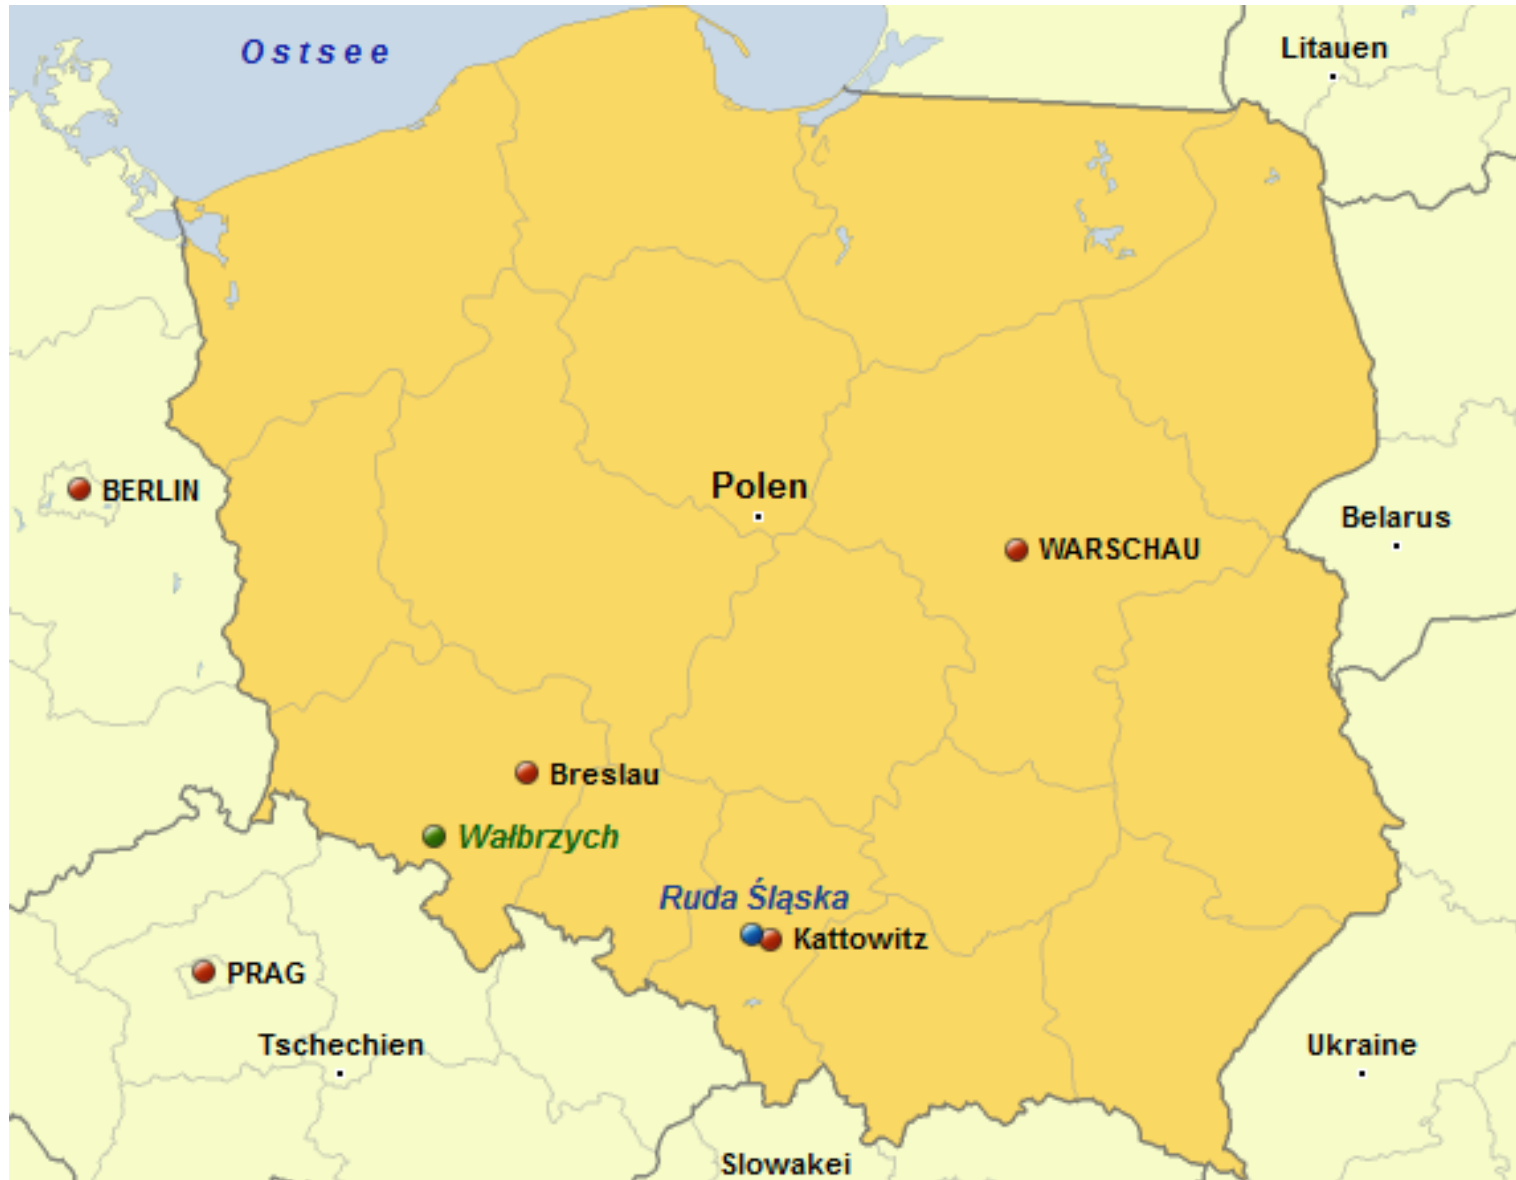 Ostsee
Litauen
Polen
BERLIN
Belarus
WARSCHAU
Breslau
Wałbrzych
Ruda Śląska
Kattowitz
PRAG
Tschechien
Ukraine
Slowakei